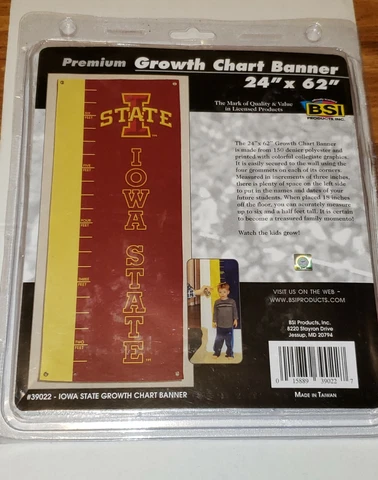 Premium Growth Chart Banner
24" x 62"
The Mark of Quality & Value
in Licensed Products
BSI
PRODUCTS, INC.
I
STATE
IOWA STATE
TWO
FEET
The 24" x 62" Growth Chart Banner
is made from 150 denier polyester and
printed with colorful collegiate graphics.
It is easily secured to the wall using the
four grommets on each of its corners.
Measured in increments of three inches,
there is plenty of space on the left side
to put in the names and dates of
your future students. When placed 18 inches
off the floor, you can acurately measure
up to six and a half feet tall. It is certain
to become a treasured family momento!
Watch the kids grow!
VISIT US ON THE WEB ~
WWW.BSIPRODUCTS.COM
BSI Products, Inc.
8220 Stayton Drive
Jessup, MD 20794
0 15889 39022 7
MADE IN TAIWAN
#39022 - IOWA STATE GROWTH CHART BANNER